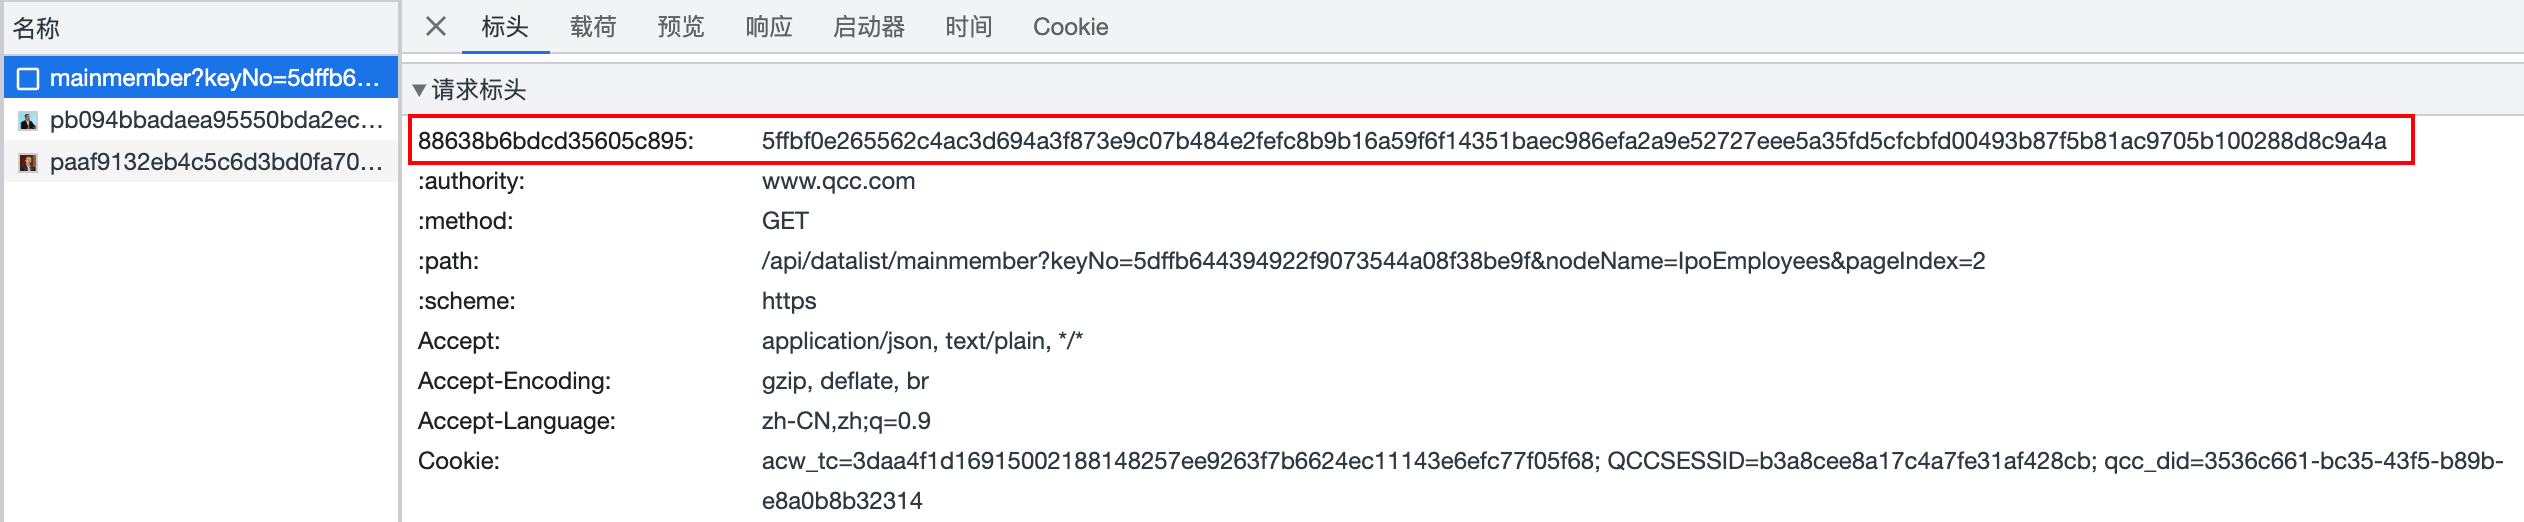 名称
mainmember?keyNo=5dffb6...
pb094bbadaea95550bda2ec...
paaf9132eb4c5c6d3bd0fa70...
标头 载荷 预览 响应 启动器 时间 Cookie
请求标头
88638b6bdcd35605c895: 5ffbf0e265562c4ac3d694a3f873e9c07b484e2fefc8b9b16a59f6f14351baec986efa2a9e52727eee5a35fd5cfcbfd00493b87f5b81ac9705b100288d8c9a4a
:authority: www.qcc.com
:method: GET
:path: /api/datalist/mainmember?keyNo=5dffb644394922f9073544a08f38be9f&nodeName=IpoEmployees&pageIndex=2
:scheme: https
Accept: application/json, text/plain, */*
Accept-Encoding: gzip, deflate, br
Accept-Language: zh-CN,zh;q=0.9
Cookie: acw_tc=3daa4f1d16915002188148257ee9263f7b6624ec11143e6efc77f05f68; QCCSESSID=b3a8cee8a17c4a7fe31af428cb; qcc_did=3536c661-bc35-43f5-b89b-
e8a0b8b32314